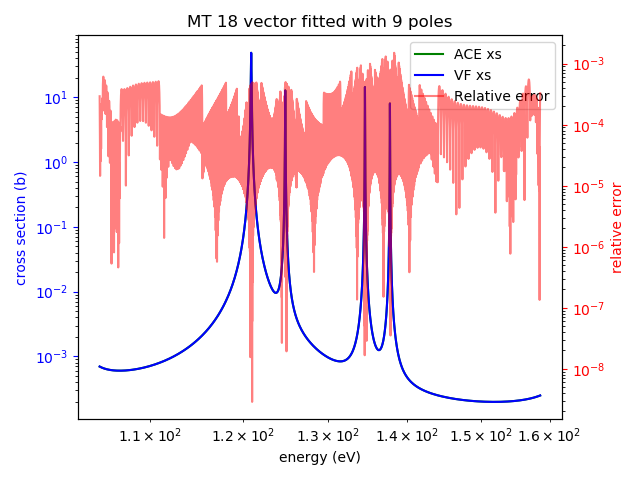 MT 18 vector fitted with 9 poles
ACE xs
VF xs
Relative error
10¹
10⁰
10⁻¹
10⁻²
10⁻³
cross section (b)
10⁻³
10⁻⁴
10⁻⁵
10⁻⁶
10⁻⁷
10⁻⁸
relative error
1.1 × 10²
1.2 × 10²
1.3 × 10²
1.4 × 10²
1.5 × 10²
1.6 × 10²
energy (eV)